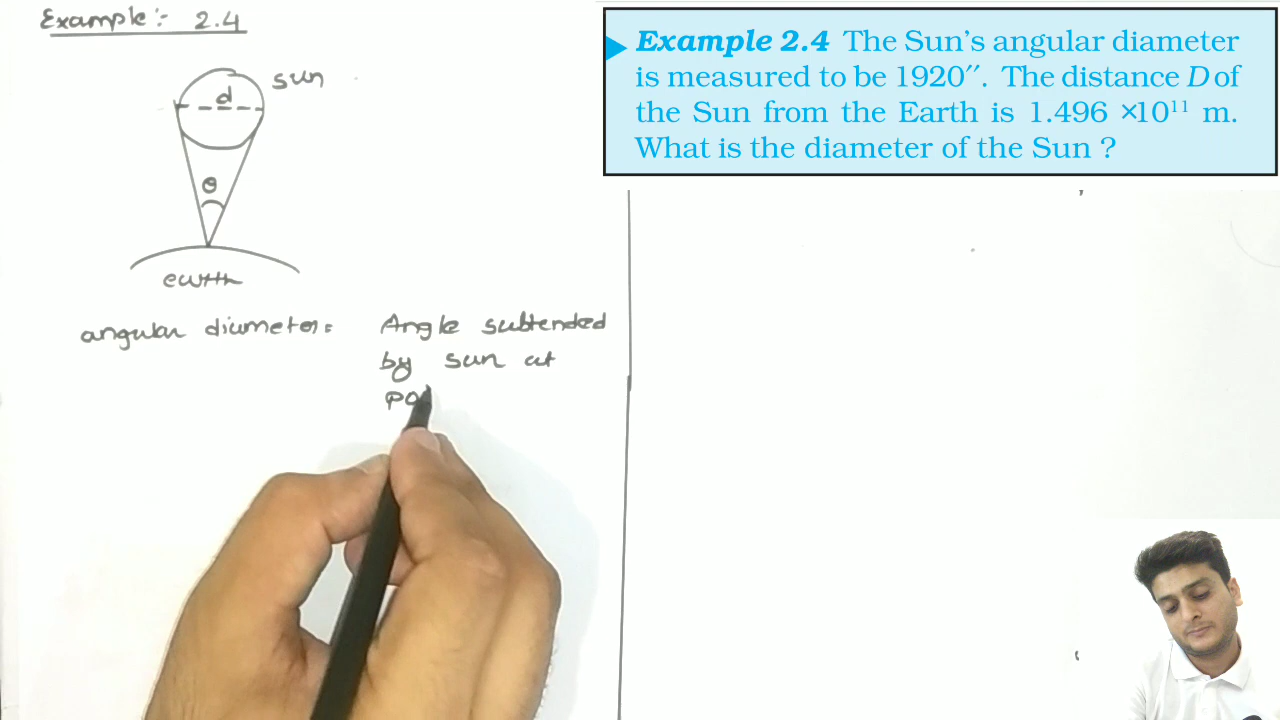 Example:- 2.4
sun
d
θ
earth
angular diameter= Angle subtended
by sun at
po
Example 2.4 The Sun's angular diameter
is measured to be 1920″. The distance D of
the Sun from the Earth is 1.496 ×10¹¹ m.
What is the diameter of the Sun ?